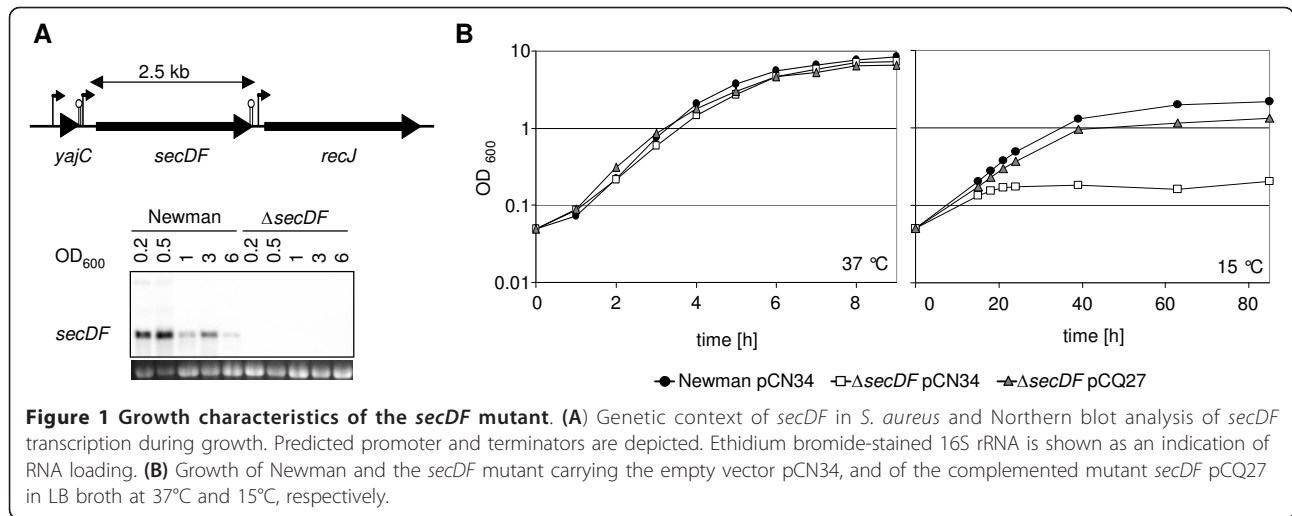 A
2.5 kb
yajC secDF recJ
Newman ΔsecDF
OD600 0.2 0.5 1 3 6 0.2 0.5 1 3 6
secDF
B
10
1
0.1
0.01
OD 600
37 °C
15 °C
0 2 4 6 8
0 20 40 60 80
time [h] time [h]
Newman pCN34 ΔsecDF pCN34 ΔsecDF pCQ27
Figure 1 Growth characteristics of the secDF mutant. (A) Genetic context of secDF in S. aureus and Northern blot analysis of secDF
transcription during growth. Predicted promoter and terminators are depicted. Ethidium bromide-stained 16S rRNA is shown as an indication of
RNA loading. (B) Growth of Newman and the secDF mutant carrying the empty vector pCN34, and of the complemented mutant secDF pCQ27
in LB broth at 37°C and 15°C, respectively.